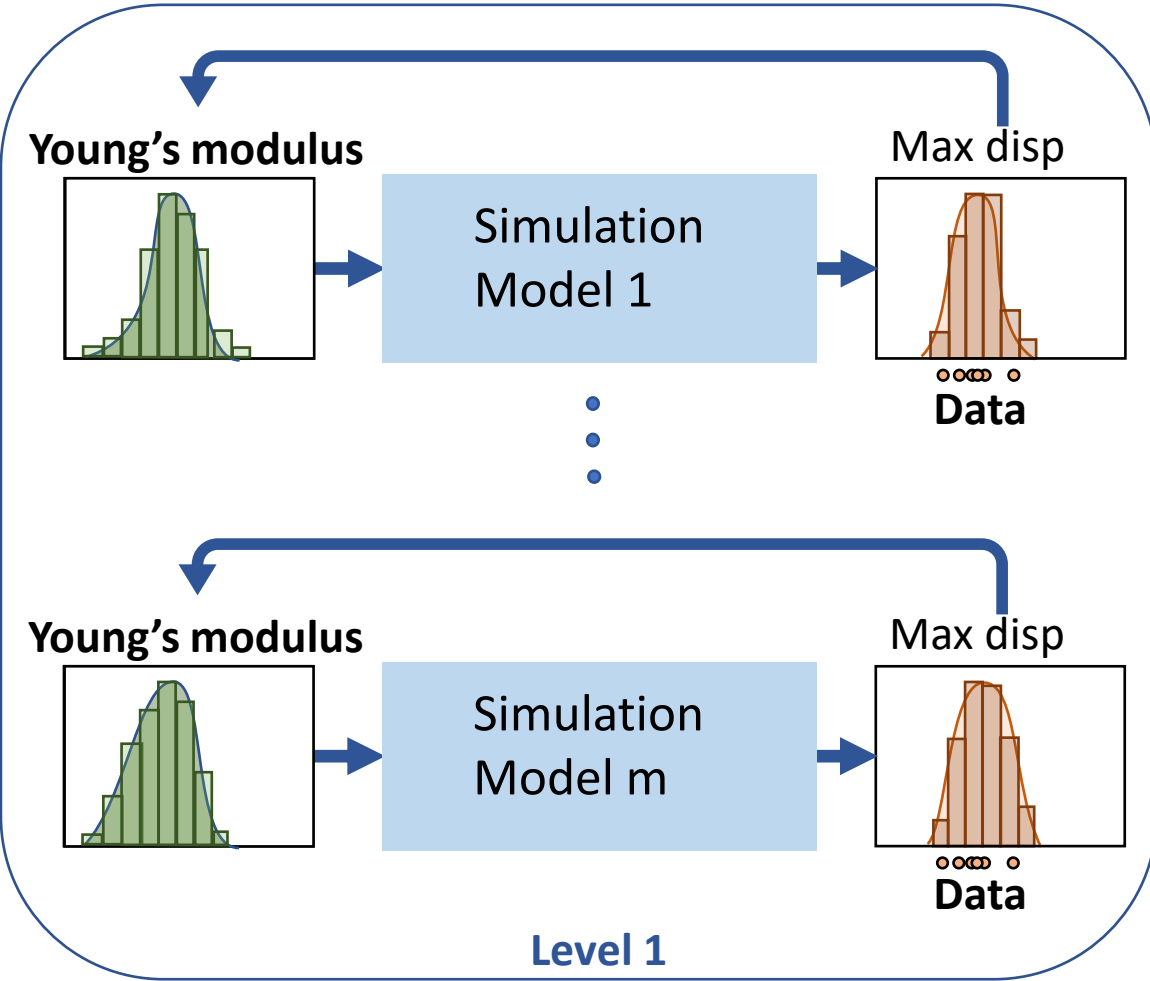 Young's modulus
Max disp
Simulation
Model 1
Data
Young's modulus
Max disp
Simulation
Model m
Data
Level 1